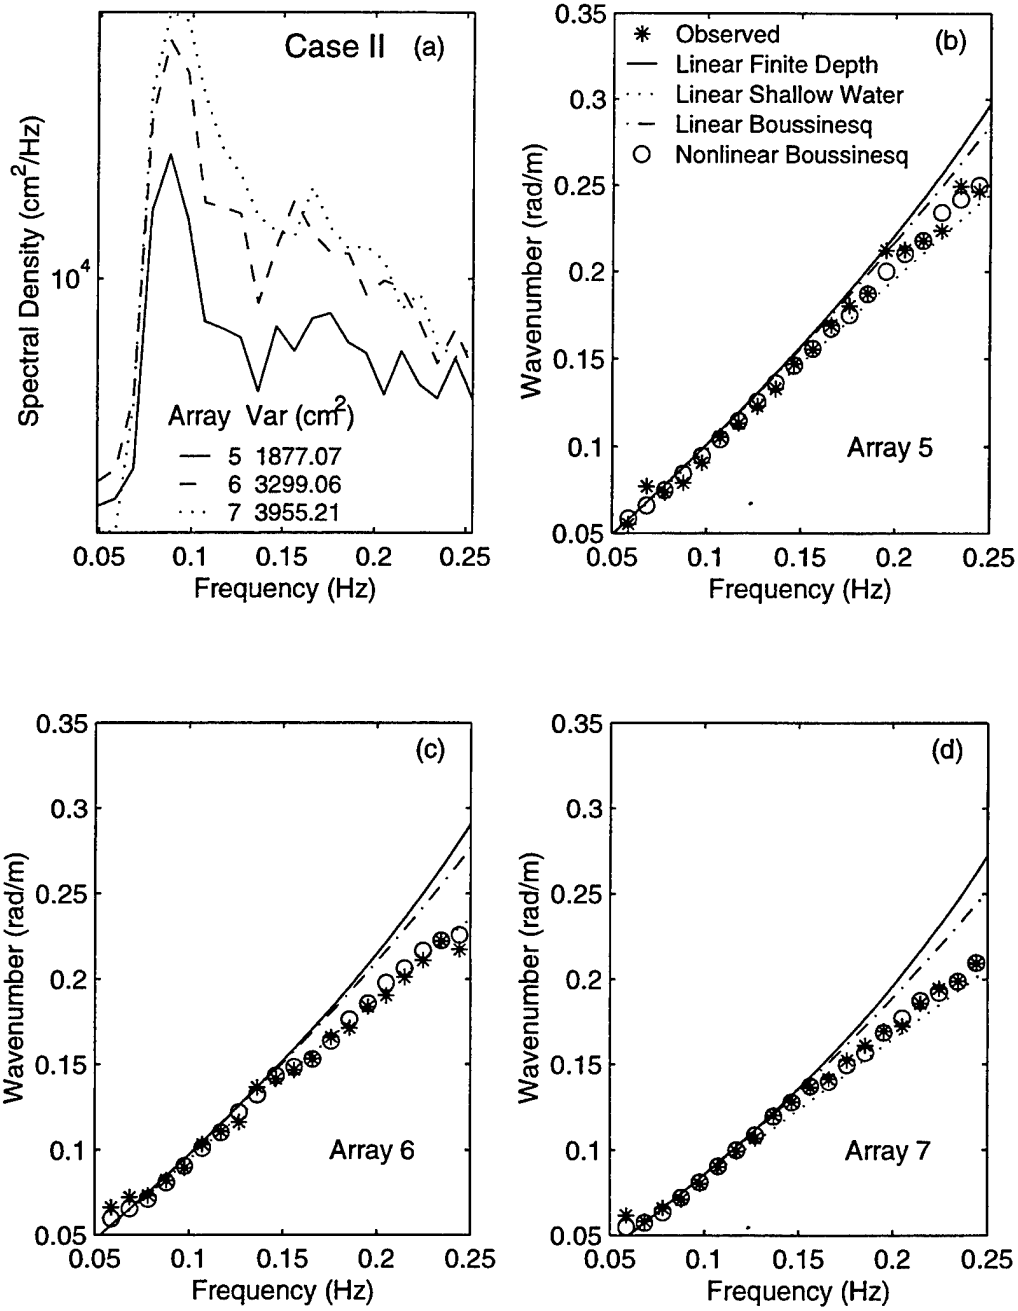 Case II (a)
Spectral Density (cm²/Hz)
10⁴
Array Var (cm²)
5 1877.07
6 3299.06
7 3955.21
0.05 0.1 0.15 0.2 0.25
Frequency (Hz)
(b)
Observed
Linear Finite Depth
Linear Shallow Water
Linear Boussinesq
Nonlinear Boussinesq
Wavenumber (rad/m)
0.35
0.3
0.25
0.2
0.15
0.1
0.05
Array 5
0.05 0.1 0.15 0.2 0.25
Frequency (Hz)
(c)
Wavenumber (rad/m)
0.35
0.3
0.25
0.2
0.15
0.1
0.05
Array 6
0.05 0.1 0.15 0.2 0.25
Frequency (Hz)
(d)
Wavenumber (rad/m)
0.35
0.3
0.25
0.2
0.15
0.1
0.05
Array 7
0.05 0.1 0.15 0.2 0.25
Frequency (Hz)